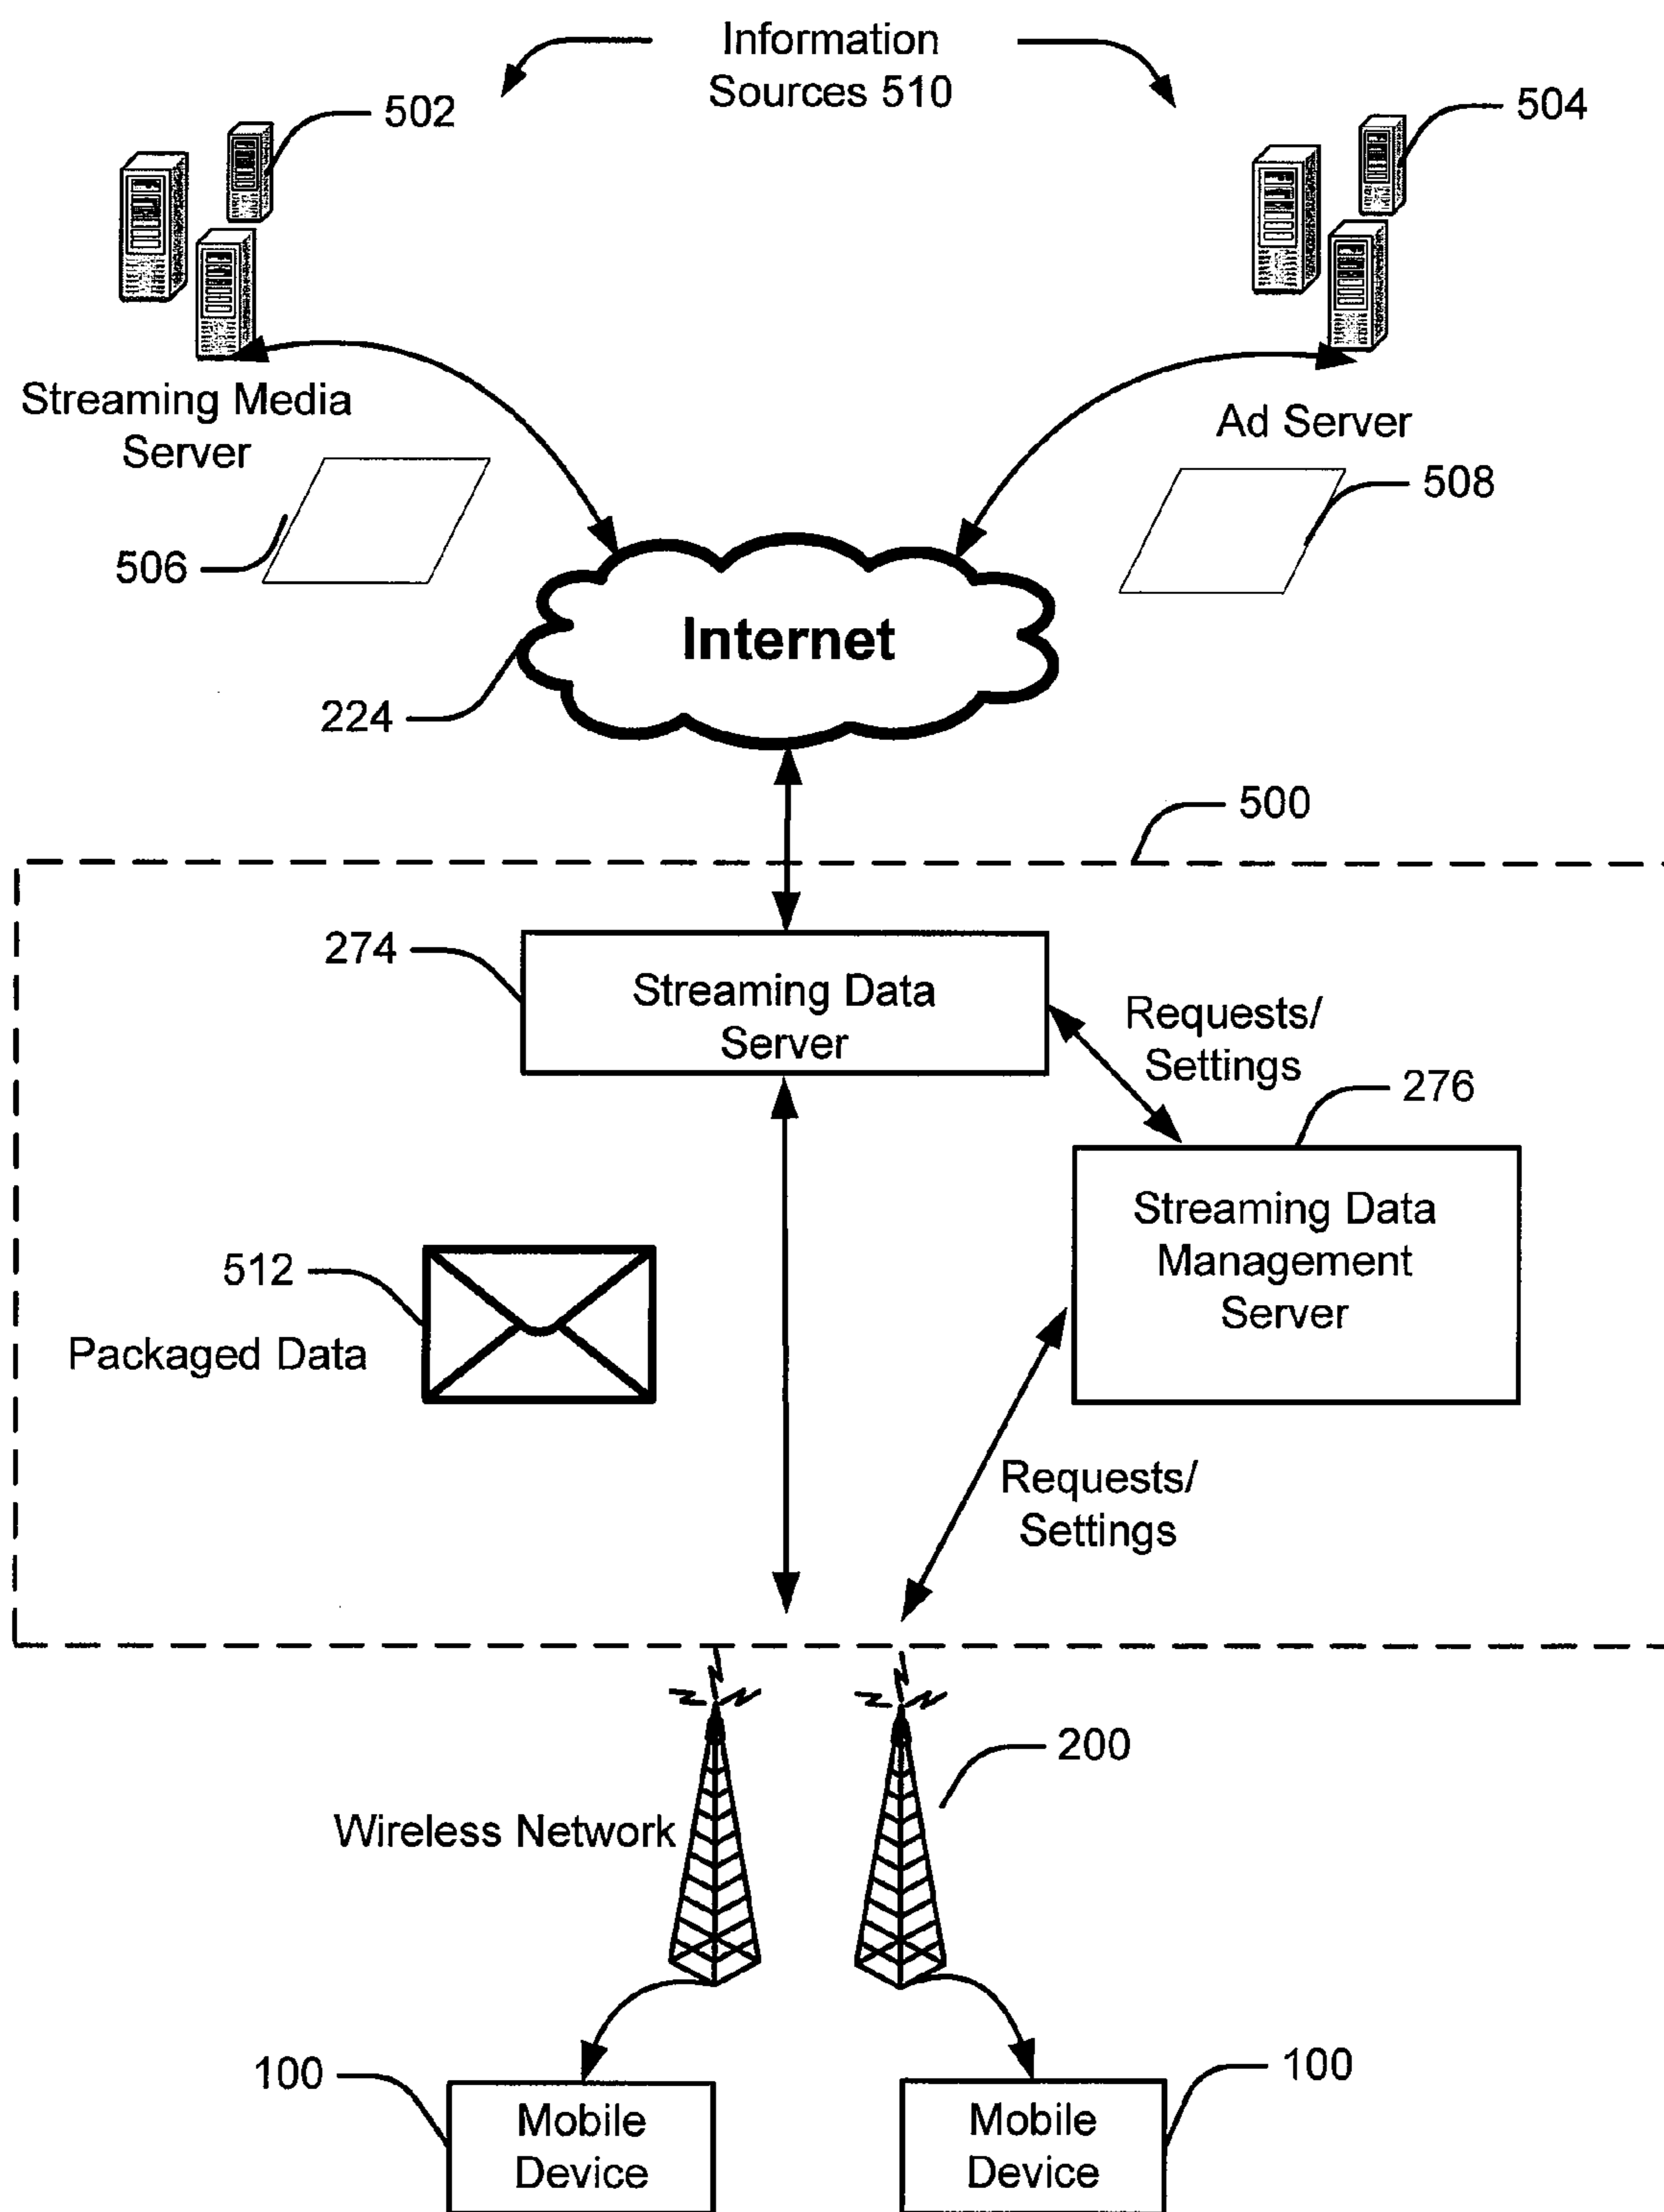 Information
Sources 510
502
504
Streaming Media
Server
Ad Server
508
506
Internet
224
500
274
Streaming Data
Server
Requests/
Settings
276
Streaming Data
Management
Server
512
Packaged Data
Requests/
Settings
200
Wireless Network
100
100
Mobile
Device
Mobile
Device